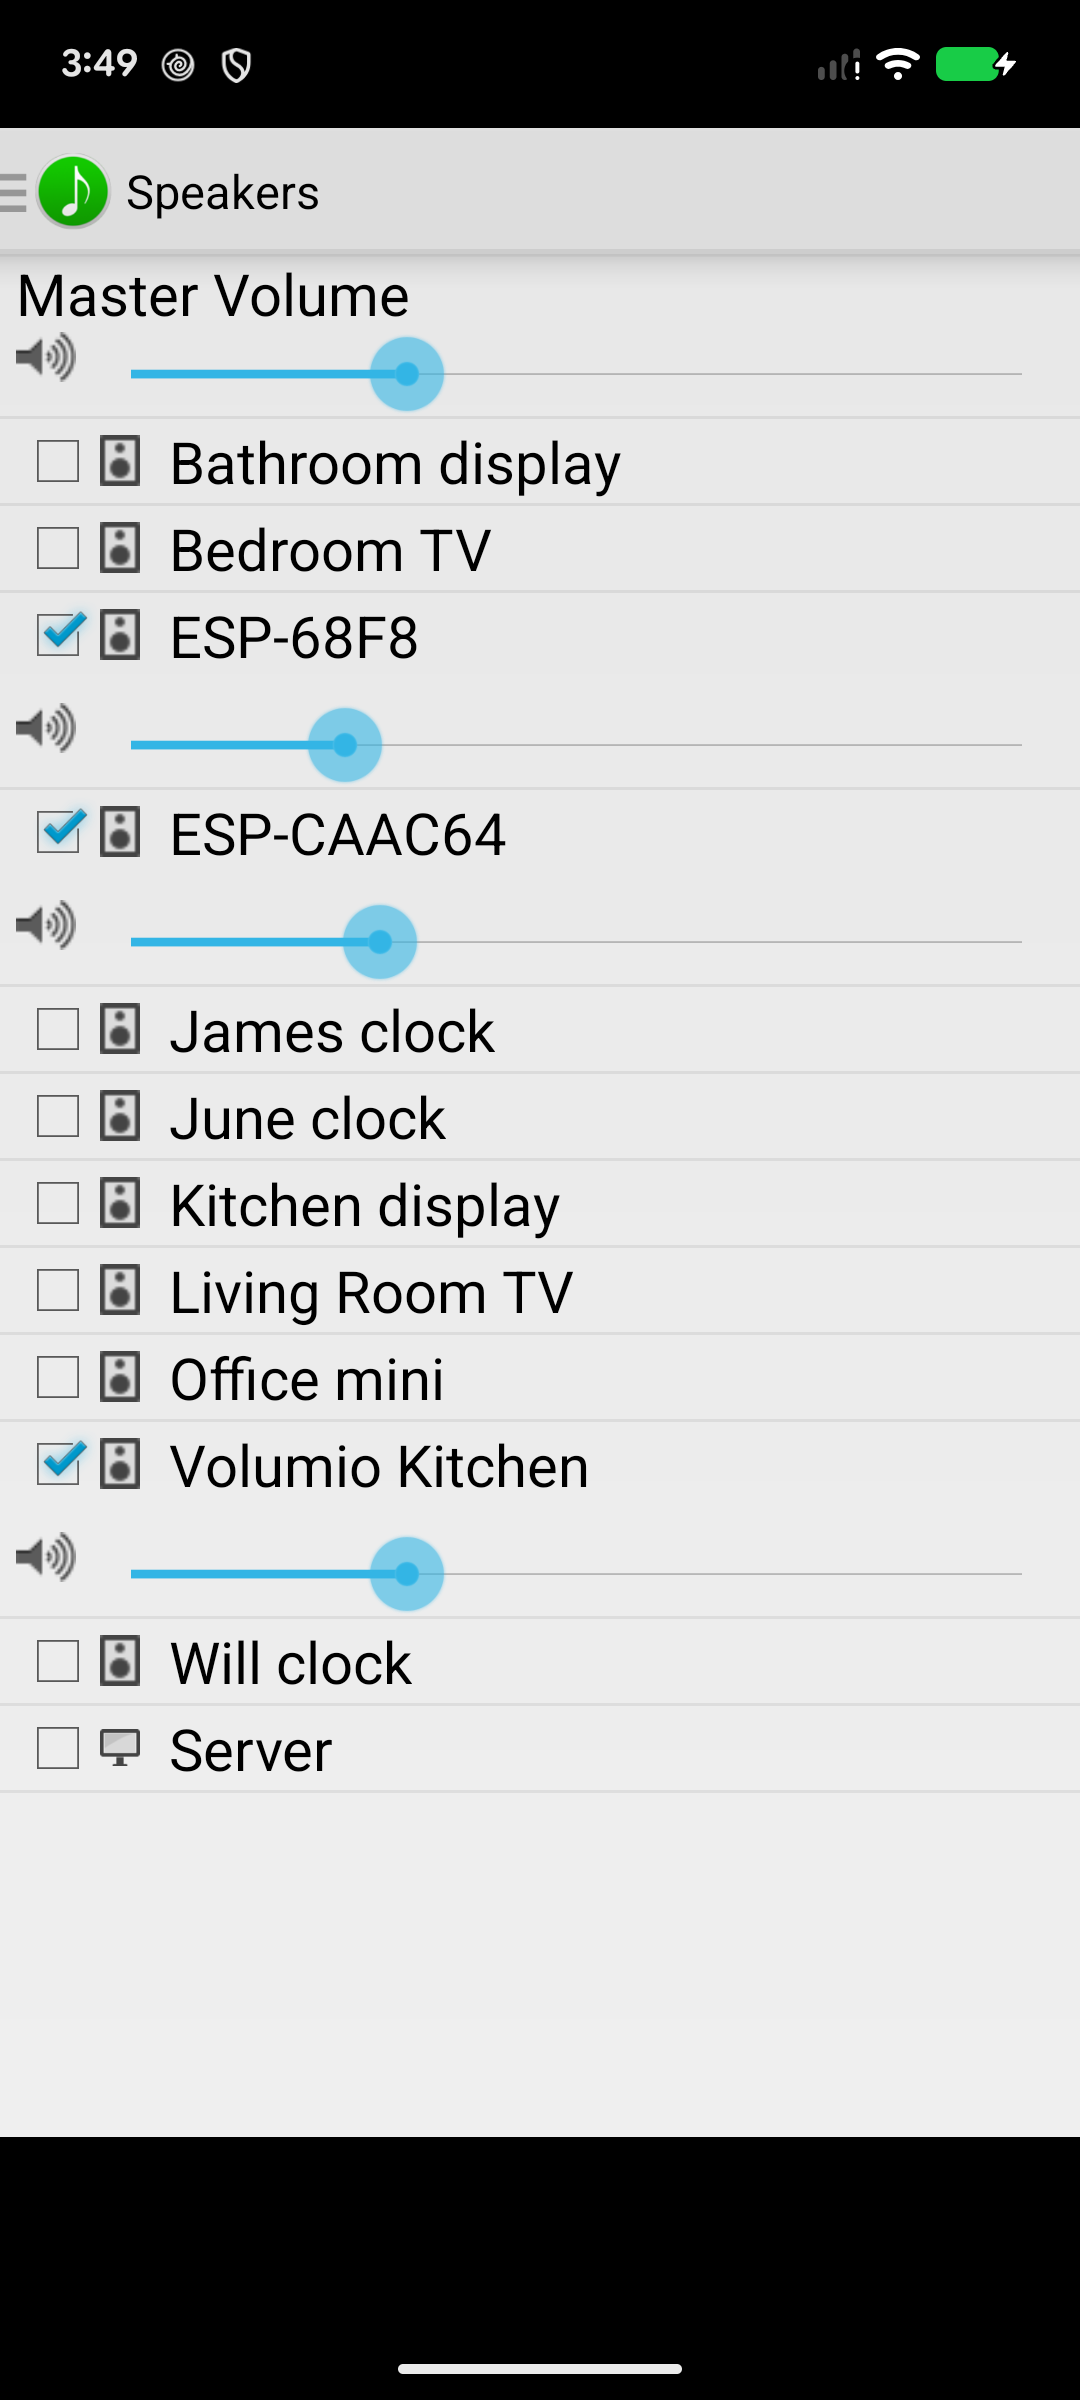 3:49
Speakers
Master Volume
Bathroom display
Bedroom TV
ESP-68F8
ESP-CAAC64
James clock
June clock
Kitchen display
Living Room TV
Office mini
Volumio Kitchen
Will clock
Server